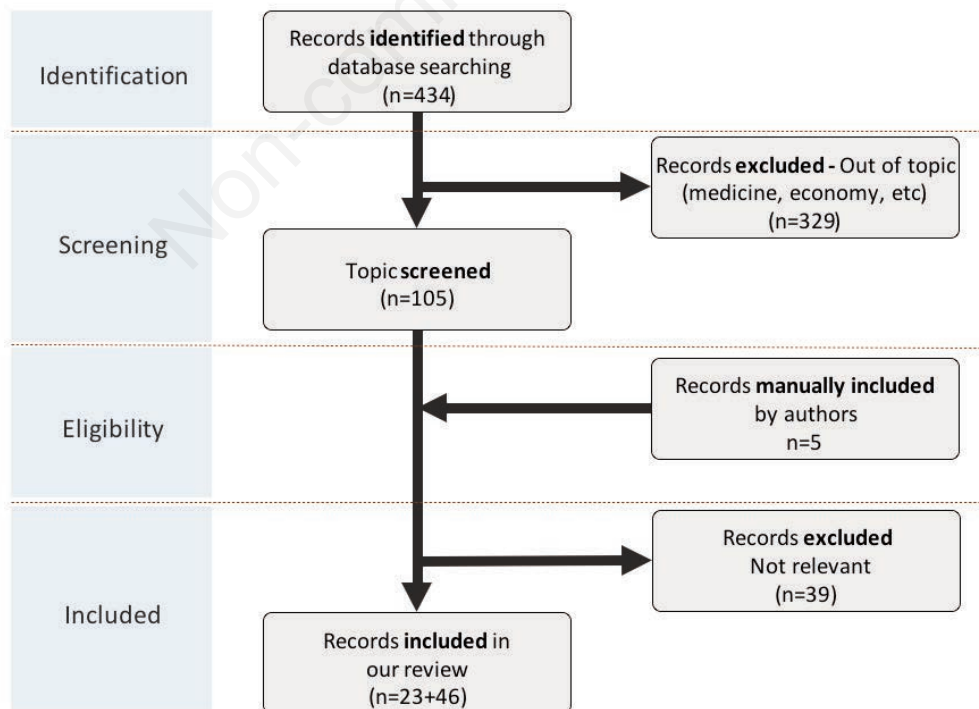 Identification
Records identified through
database searching
(n=434)
Screening
Records excluded - Out of topic
(medicine, economy, etc)
(n=329)
Topic screened
(n=105)
Eligibility
Records manually included
by authors
n=5
Included
Records excluded
Not relevant
(n=39)
Records included in
our review
(n=23+46)